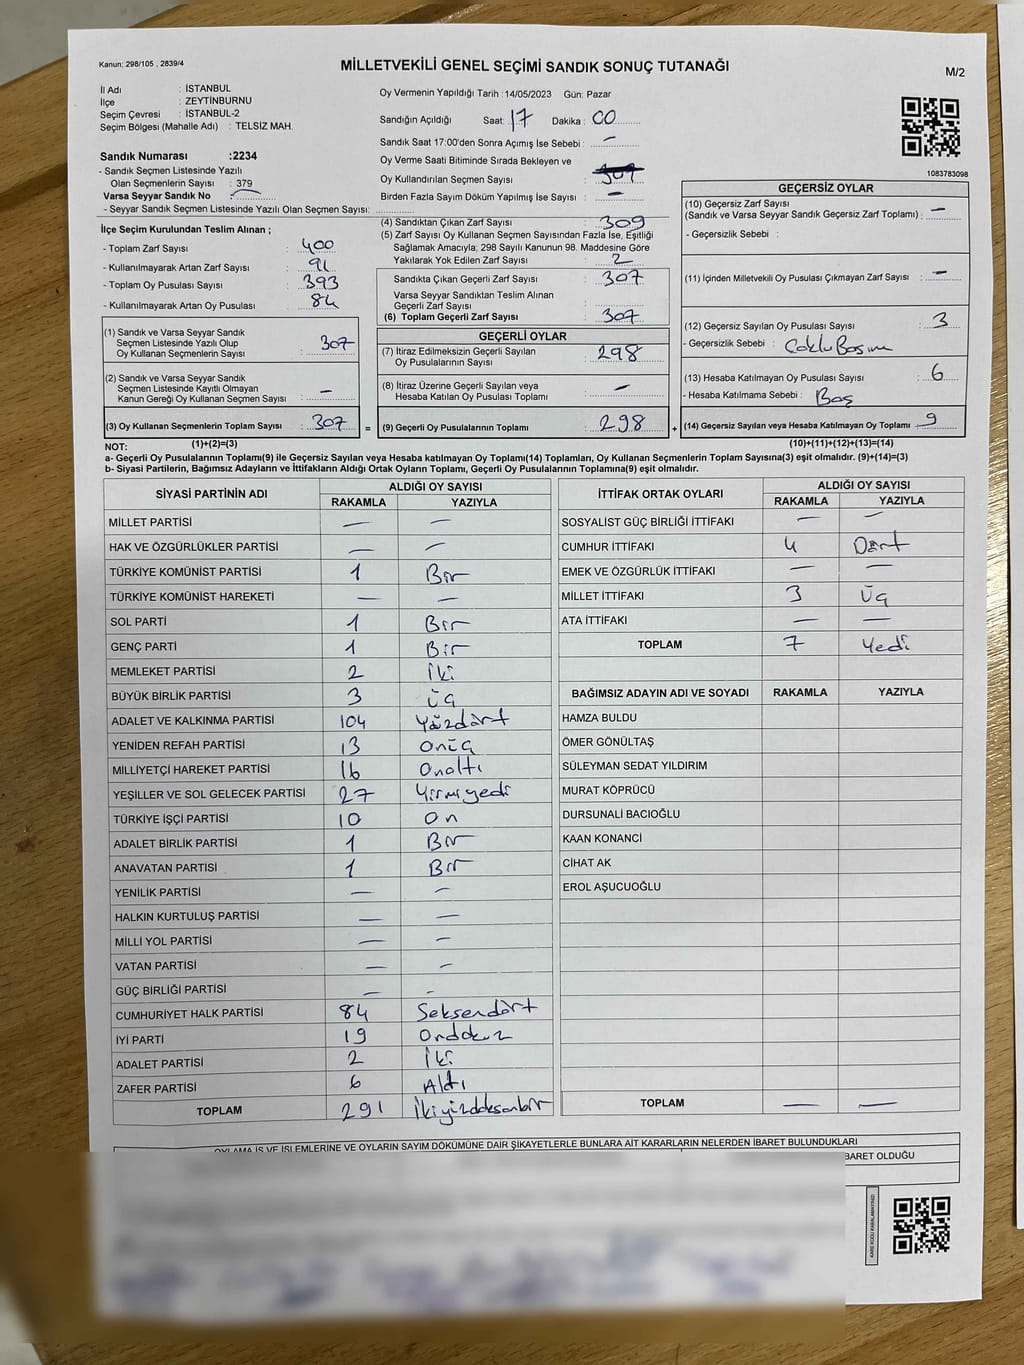 Kanun: 298/105 , 2839/4
MİLLETVEKİLİ GENEL SEÇİMİ SANDIK SONUÇ TUTANAĞI
M/2
İl Adı : İSTANBUL
İlçe : ZEYTİNBURNU
Seçim Çevresi : İSTANBUL-2
Seçim Bölgesi (Mahalle Adı) : TELSİZ MAH.
Sandık Numarası :2234
- Sandık Seçmen Listesinde Yazılı
Olan Seçmenlerin Sayısı : 379
Varsa Seyyar Sandık No :
- Seyyar Sandık Seçmen Listesinde Yazılı Olan Seçmen Sayısı:
Oy Vermenin Yapıldığı Tarih :14/05/2023 Gün: Pazar
Sandığın Açıldığı Saat: 17 Dakika : 00
Sandık Saat 17:00'den Sonra Açımış İse Sebebi : —
Oy Verme Saati Bitiminde Sırada Bekleyen ve
Oy Kullandırılan Seçmen Sayısı :
Birden Fazla Sayım Döküm Yapılmış İse Sayısı : —
1083783098
İlçe Seçim Kurulundan Teslim Alınan ;
- Toplam Zarf Sayısı : 400
- Kullanılmayarak Artan Zarf Sayısı : 91
- Toplam Oy Pusulası Sayısı : 393
- Kullanılmayarak Artan Oy Pusulası : 84
(4) Sandıktan Çıkan Zarf Sayısı : 309
(5) Zarf Sayısı Oy Kullanan Seçmen Sayısından Fazla İse, Eşitliği
Sağlamak Amacıyla; 298 Sayılı Kanunun 98. Maddesine Göre
Yakılarak Yok Edilen Zarf Sayısı : 2
Sandıkta Çıkan Geçerli Zarf Sayısı : 307
Varsa Seyyar Sandıktan Teslim Alınan
Geçerli Zarf Sayısı :
(6) Toplam Geçerli Zarf Sayısı : 307
GEÇERSİZ OYLAR
(10) Geçersiz Zarf Sayısı
(Sandık ve Varsa Seyyar Sandık Geçersiz Zarf Toplamı) : — ;
- Geçersizlik Sebebi :
(11) İçinden Milletvekili Oy Pusulası Çıkmayan Zarf Sayısı : —
(12) Geçersiz Sayılan Oy Pusulası Sayısı : 3
- Geçersizlik Sebebi : Çoklu Basım
(13) Hesaba Katılmayan Oy Pusulası Sayısı : 6
- Hesaba Katılmama Sebebi : Boş
(14) Geçersiz Sayılan veya Hesaba Katılmayan Oy Toplamı 9
(10)+(11)+(12)+(13)=(14)
(1) Sandık ve Varsa Seyyar Sandık
Seçmen Listesinde Yazılı Olup
Oy Kullanan Seçmenlerin Sayısı : 307
(2) Sandık ve Varsa Seyyar Sandık
Seçmen Listesinde Kayıtlı Olmayan
Kanun Gereği Oy Kullanan Seçmen Sayısı : —
(3) Oy Kullanan Seçmenlerin Toplam Sayısı : 307 =
(1)+(2)=(3)
GEÇERLİ OYLAR
(7) İtiraz Edilmeksizin Geçerli Sayılan
Oy Pusulalarının Sayısı : 298
(8) İtiraz Üzerine Geçerli Sayılan veya
Hesaba Katılan Oy Pusulası Toplamı : —
(9) Geçerli Oy Pusulalarının Toplamı : 298 +
NOT:
a- Geçerli Oy Pusulalarının Toplamı(9) ile Geçersiz Sayılan veya Hesaba Katılmayan Oy Toplamı(14) Toplamları, Oy Kullanan Seçmenlerin Toplam Sayısına(3) eşit olmalıdır. (9)+(14)=(3)
b- Siyasi Partilerin, Bağımsız Adayların ve İttifakların Aldığı Ortak Oyların Toplamı, Geçerli Oy Pusulalarının Toplamına(9) eşit olmalıdır.
SİYASİ PARTİNİN ADI ALDIĞI OY SAYISI
RAKAMLA YAZIYLA
MİLLET PARTİSİ — —
HAK VE ÖZGÜRLÜKLER PARTİSİ — —
TÜRKİYE KOMÜNİST PARTİSİ 1 Bir
TÜRKİYE KOMÜNİST HAREKETİ — —
SOL PARTİ 1 Bir
GENÇ PARTİ 1 Bir
MEMLEKET PARTİSİ 2 İki
BÜYÜK BİRLİK PARTİSİ 3 Üç
ADALET VE KALKINMA PARTİSİ 104 Yüzdört
YENİDEN REFAH PARTİSİ 13 Onüç
MİLLİYETÇİ HAREKET PARTİSİ 16 Onaltı
YEŞİLLER VE SOL GELECEK PARTİSİ 27 Yirmiyedi
TÜRKİYE İŞÇİ PARTİSİ 10 On
ADALET BİRLİK PARTİSİ 1 Bir
ANAVATAN PARTİSİ 1 Bir
YENİLİK PARTİSİ — —
HALKIN KURTULUŞ PARTİSİ — —
MİLLİ YOL PARTİSİ — —
VATAN PARTİSİ — —
GÜÇ BİRLİĞİ PARTİSİ — —
CUMHURİYET HALK PARTİSİ 84 Seksendört
İYİ PARTİ 19 Ondokuz
ADALET PARTİSİ 2 İki
ZAFER PARTİSİ 6 Altı
TOPLAM 291 İkiyüzdoksanbir
İTTİFAK ORTAK OYLARI ALDIĞI OY SAYISI
RAKAMLA YAZIYLA
SOSYALİST GÜÇ BİRLİĞİ İTTİFAKI — —
CUMHUR İTTİFAKI 4 Dört
EMEK VE ÖZGÜRLÜK İTTİFAKI — —
MİLLET İTTİFAKI 3 Üç
ATA İTTİFAKI — —
TOPLAM 7 Yedi
BAĞIMSIZ ADAYIN ADI VE SOYADI RAKAMLA YAZIYLA
HAMZA BULDU
ÖMER GÖNÜLTAŞ
SÜLEYMAN SEDAT YILDIRIM
MURAT KÖPRÜCÜ
DURSUNALİ BACIOĞLU
KAAN KONANCİ
CİHAT AK
EROL AŞUCUOĞLU
TOPLAM — —
OYLAMA İŞ VE İŞLEMLERİNE VE OYLARIN SAYIM DÖKÜMÜNE DAİR ŞİKAYETLERLE BUNLARA AİT KARARLARIN NELERDEN İBARET BULUNDUKLARI
BARET OLDUĞU
KARE KODU KARALAMAYINIZ!